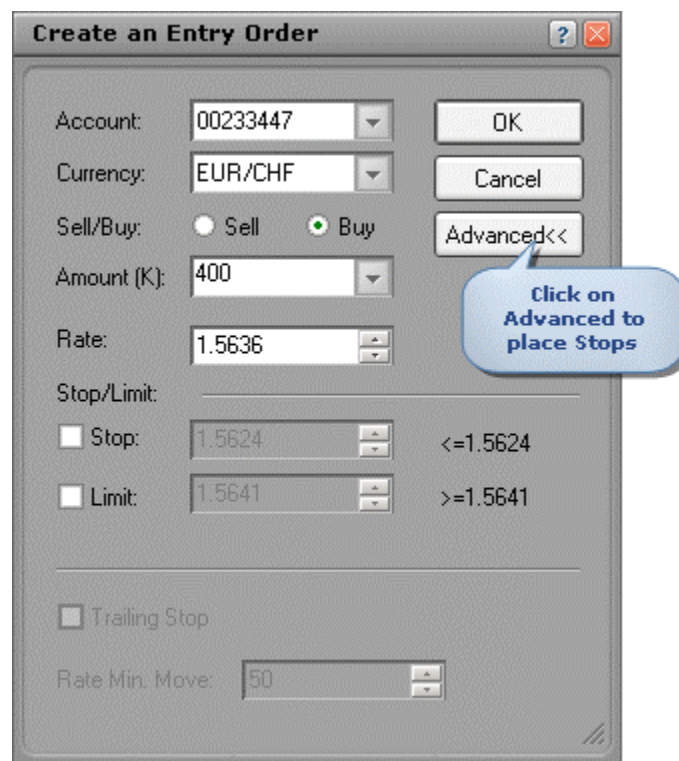 Create an Entry Order
?
Account: 00233447 OK
Currency: EUR/CHF Cancel
Sell/Buy: Sell Buy Advanced<<
Amount (K): 400
Click on
Advanced to
place Stops
Rate: 1.5636
Stop/Limit:
Stop: 1.5624 <=1.5624
Limit: 1.5641 >=1.5641
Trailing Stop
Rate Min. Move: 50